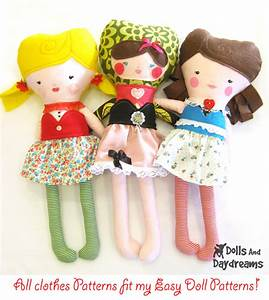 Dolls And
Daydreams
All clothes Patterns fit my Easy Doll Patterns!